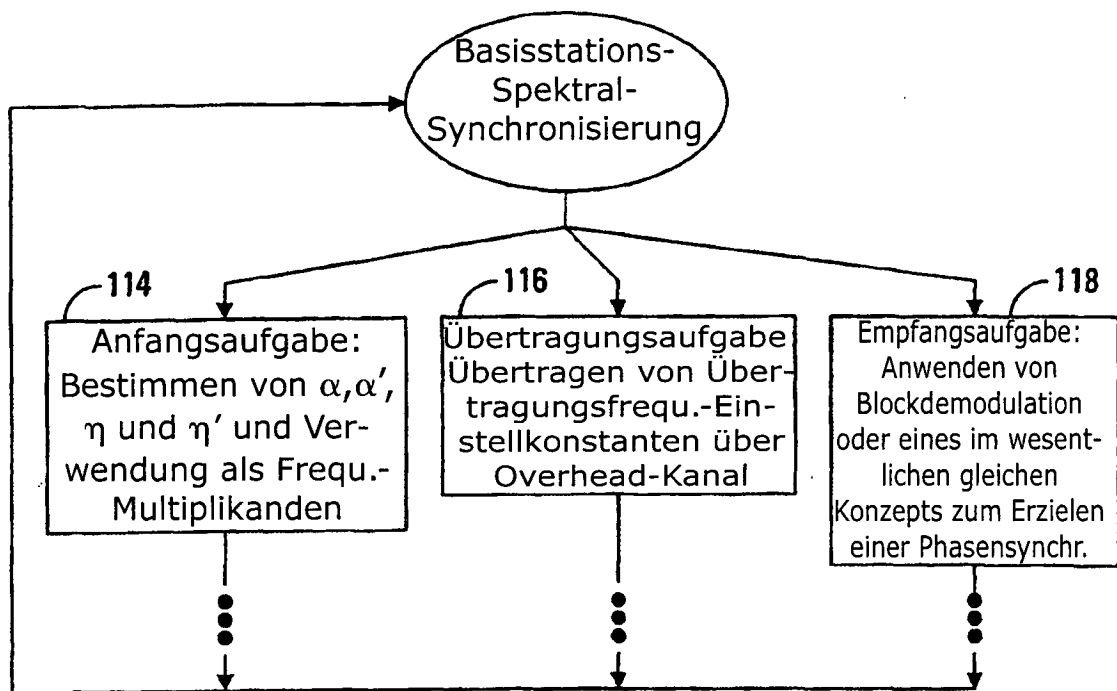 Basisstations-
Spektral-
Synchronisierung
114
Anfangsaufgabe:
Bestimmen von α,α′,
η und η′ und Ver-
wendung als Frequ.-
Multiplikanden
116
Übertragungsaufgabe
Übertragen von Über-
tragungsfrequ.-Ein-
stellkonstanten über
Overhead-Kanal
118
Empfangsaufgabe:
Anwenden von
Blockdemodulation
oder eines im wesent-
lichen gleichen
Konzepts zum Erzielen
einer Phasensynchr.